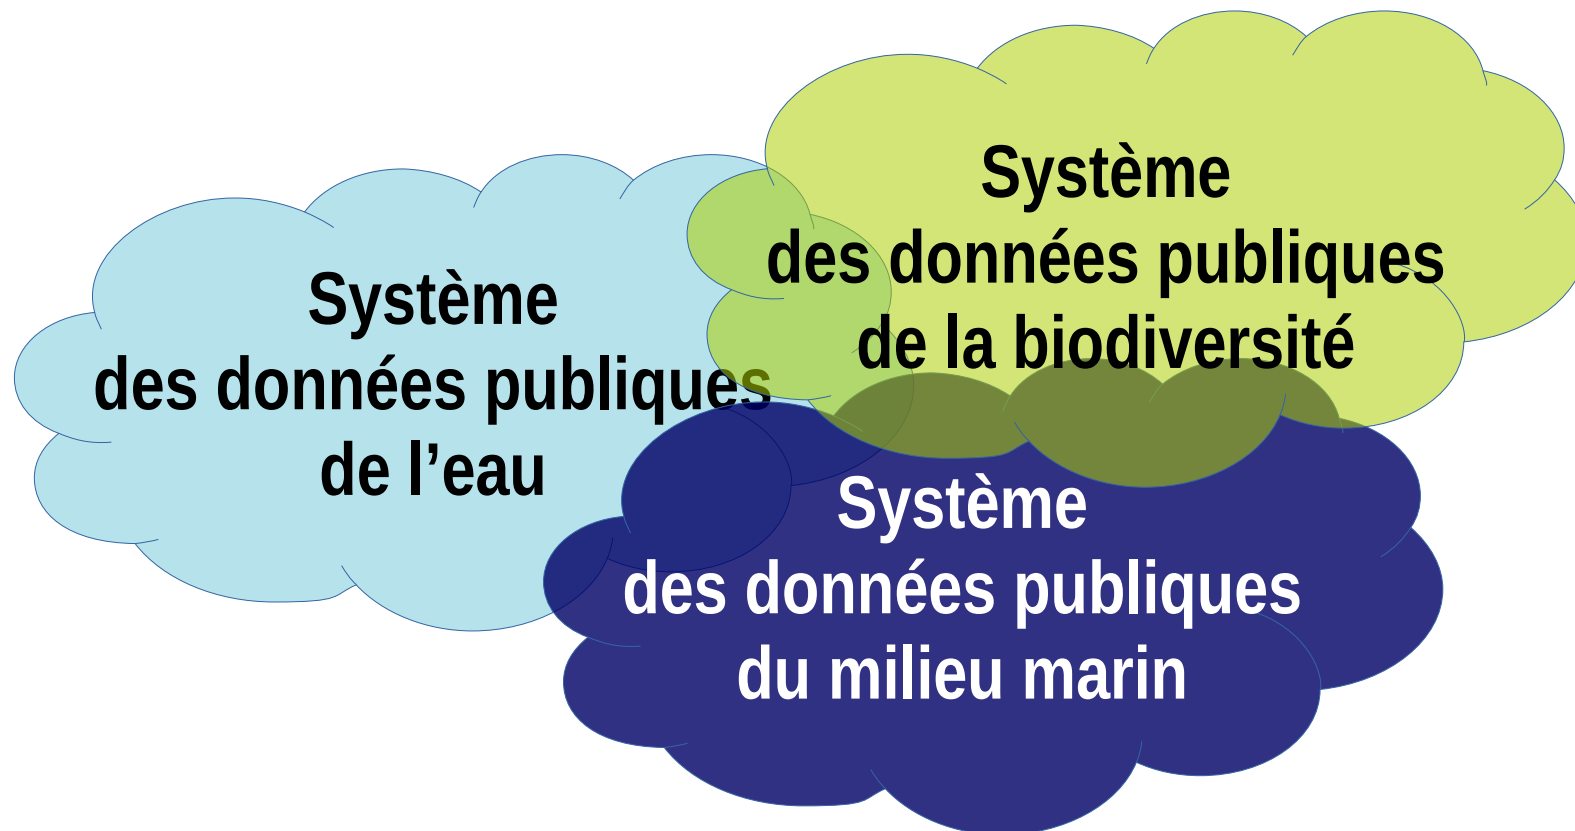 Système
des données publiques
de la biodiversité
Système
des données publiques
de l’eau
Système
des données publiques
du milieu marin